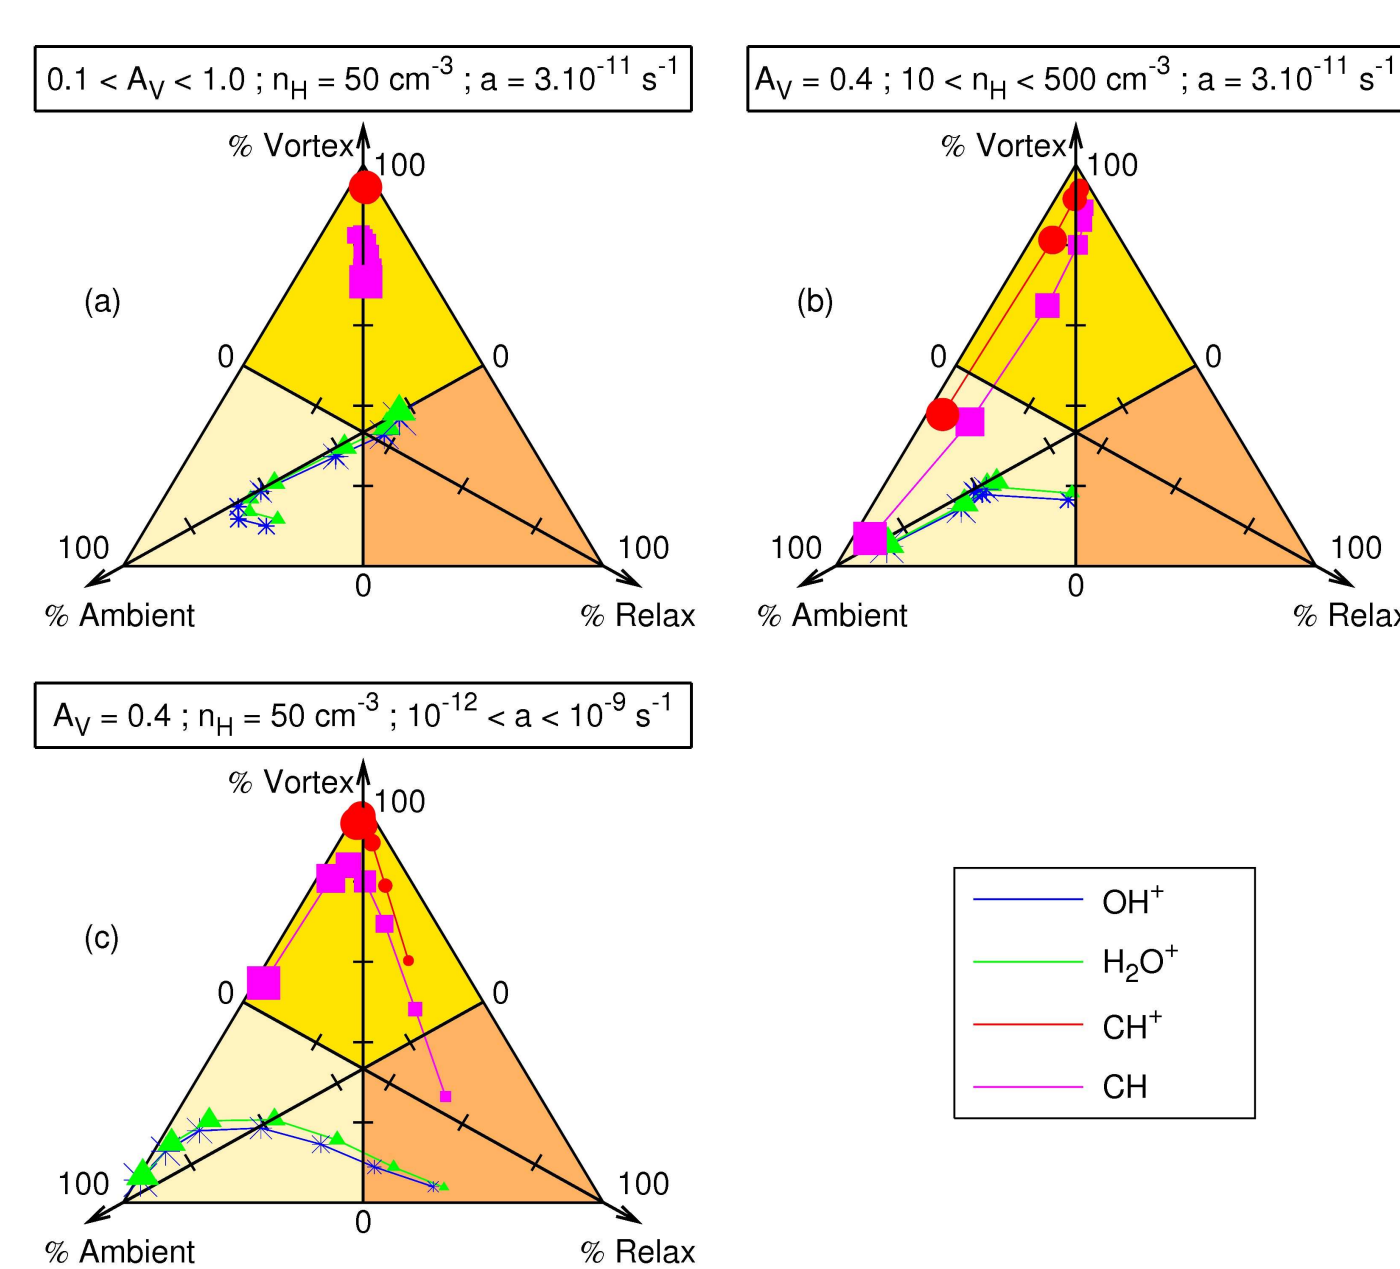 0.1 < A_V < 1.0 ; n_H = 50 cm^-3 ; a = 3.10^-11 s^-1
% Vortex
100
(a)
0
0
100
100
0
% Ambient
% Relax
A_V = 0.4 ; 10 < n_H < 500 cm^-3 ; a = 3.10^-11 s^-1
% Vortex
100
(b)
0
0
100
100
0
% Ambient
% Relax
A_V = 0.4 ; n_H = 50 cm^-3 ; 10^-12 < a < 10^-9 s^-1
% Vortex
100
(c)
0
0
100
100
0
% Ambient
% Relax
OH^+
H_2O^+
CH^+
CH